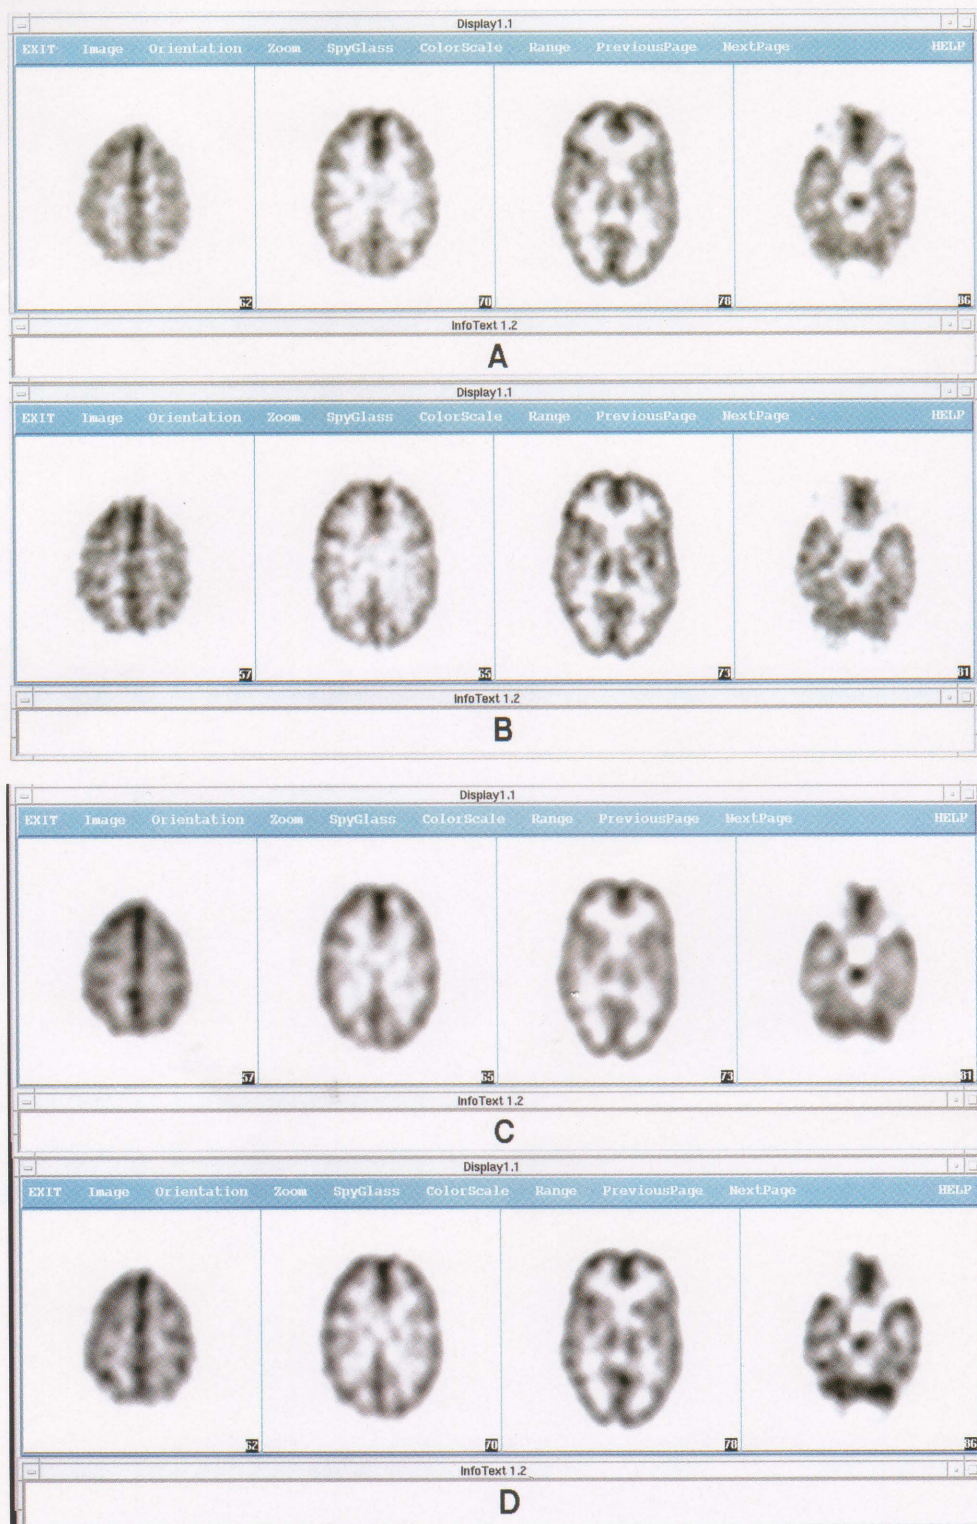 Display1.1
EXIT Image Orientation Zoom SpyGlass ColorScale Range PreviousPage NextPage HELP
62 70 78 86
InfoText 1.2
A
Display1.1
EXIT Image Orientation Zoom SpyGlass ColorScale Range PreviousPage NextPage HELP
57 65 73 81
InfoText 1.2
B
Display1.1
EXIT Image Orientation Zoom SpyGlass ColorScale Range PreviousPage NextPage HELP
57 65 73 81
InfoText 1.2
C
Display1.1
EXIT Image Orientation Zoom SpyGlass ColorScale Range PreviousPage NextPage HELP
62 70 78 86
InfoText 1.2
D